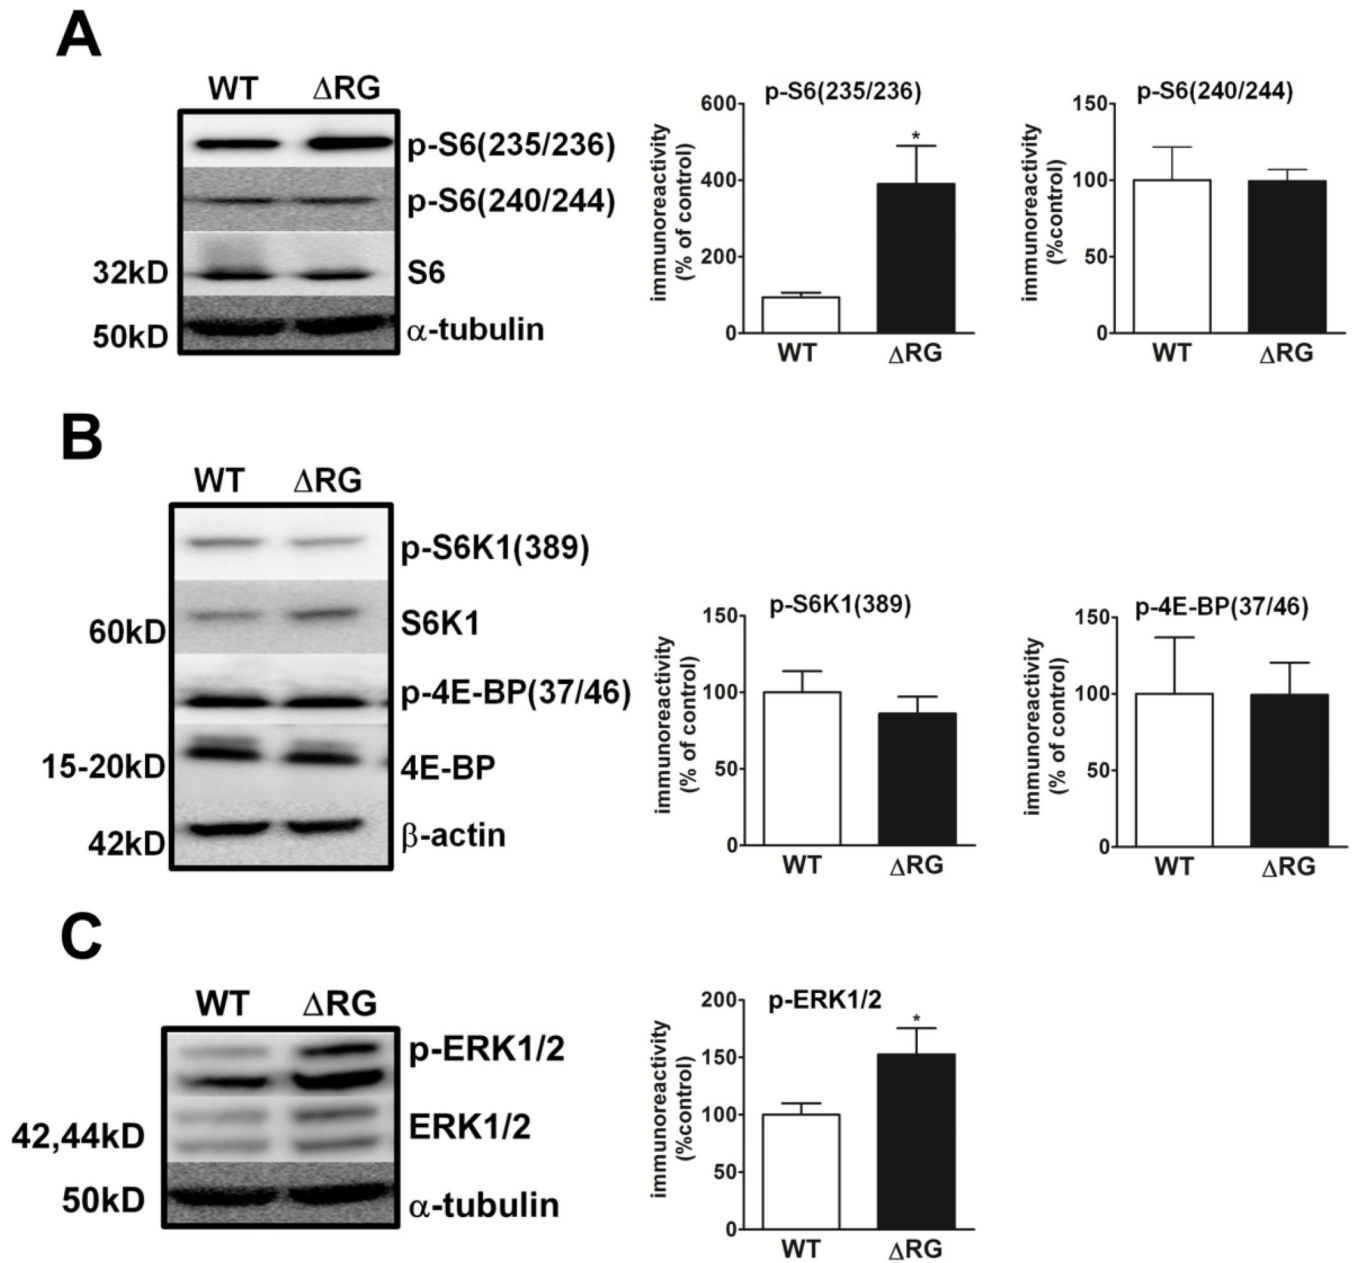 A
WT ΔRG
p-S6(235/236)
p-S6(240/244)
32kD S6
50kD α-tubulin
p-S6(235/236)
immunoreactivity
(% of control)
600
400
200
0
*
WT ΔRG
p-S6(240/244)
immunoreactivity
(%control)
150
100
50
0
WT ΔRG
B
WT ΔRG
p-S6K1(389)
60kD S6K1
p-4E-BP(37/46)
15-20kD 4E-BP
42kD β-actin
p-S6K1(389)
immunoreactivity
(% of control)
150
100
50
0
WT ΔRG
p-4E-BP(37/46)
immunoreactivity
(% of control)
150
100
50
0
WT ΔRG
C
WT ΔRG
p-ERK1/2
42,44kD ERK1/2
50kD α-tubulin
p-ERK1/2
immunoreactivity
(%control)
200
150
100
50
0
*
WT ΔRG